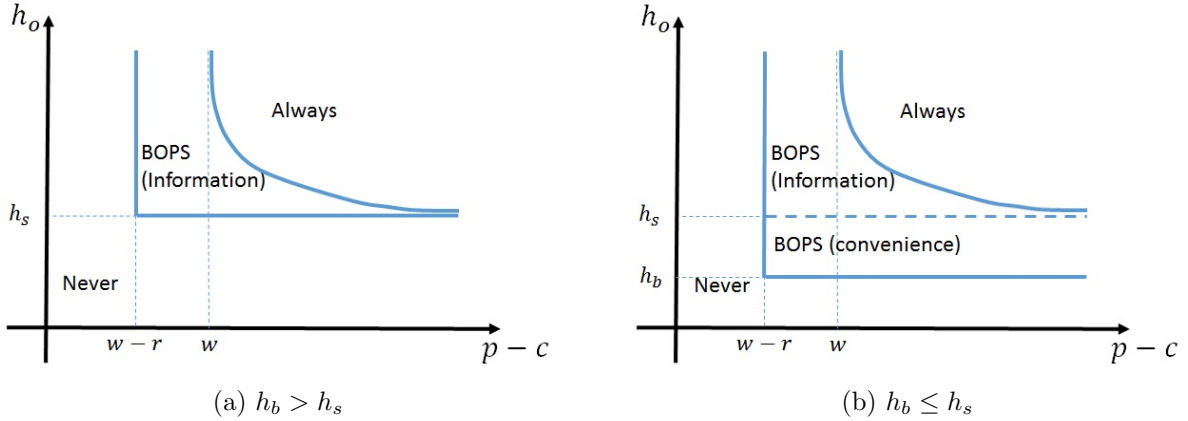 h_o
Always
BOPS
(Information)
h_s
Never
w − r
w
p − c
(a) h_b > h_s
h_o
Always
BOPS
(Information)
h_s
BOPS (convenience)
h_b
Never
w − r
w
p − c
(b) h_b ≤ h_s